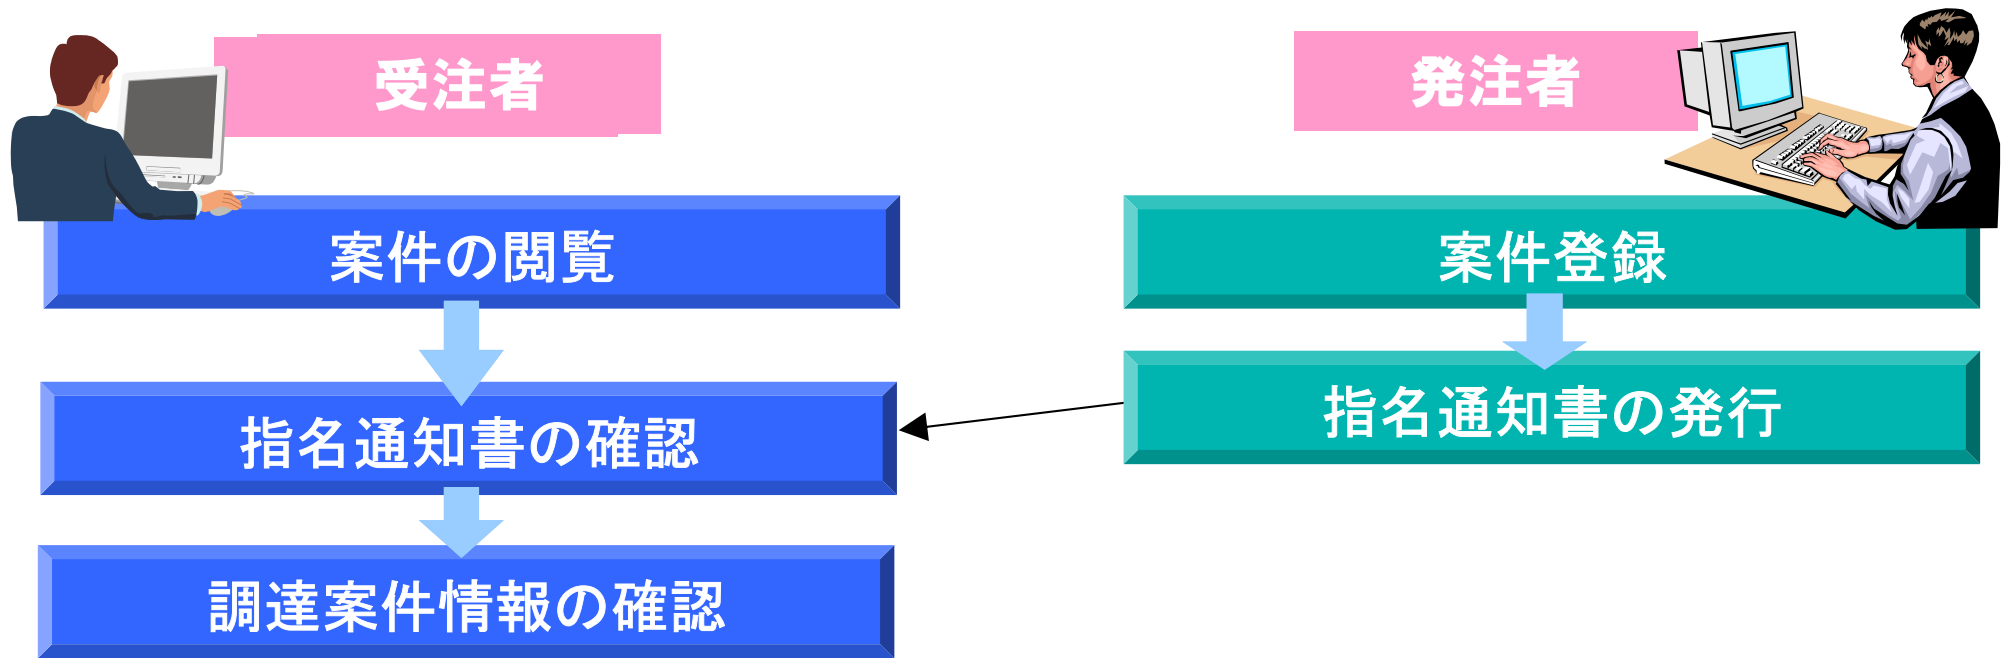 受注者
発注者
案件の閲覧
案件登録
指名通知書の確認
指名通知書の発行
調達案件情報の確認